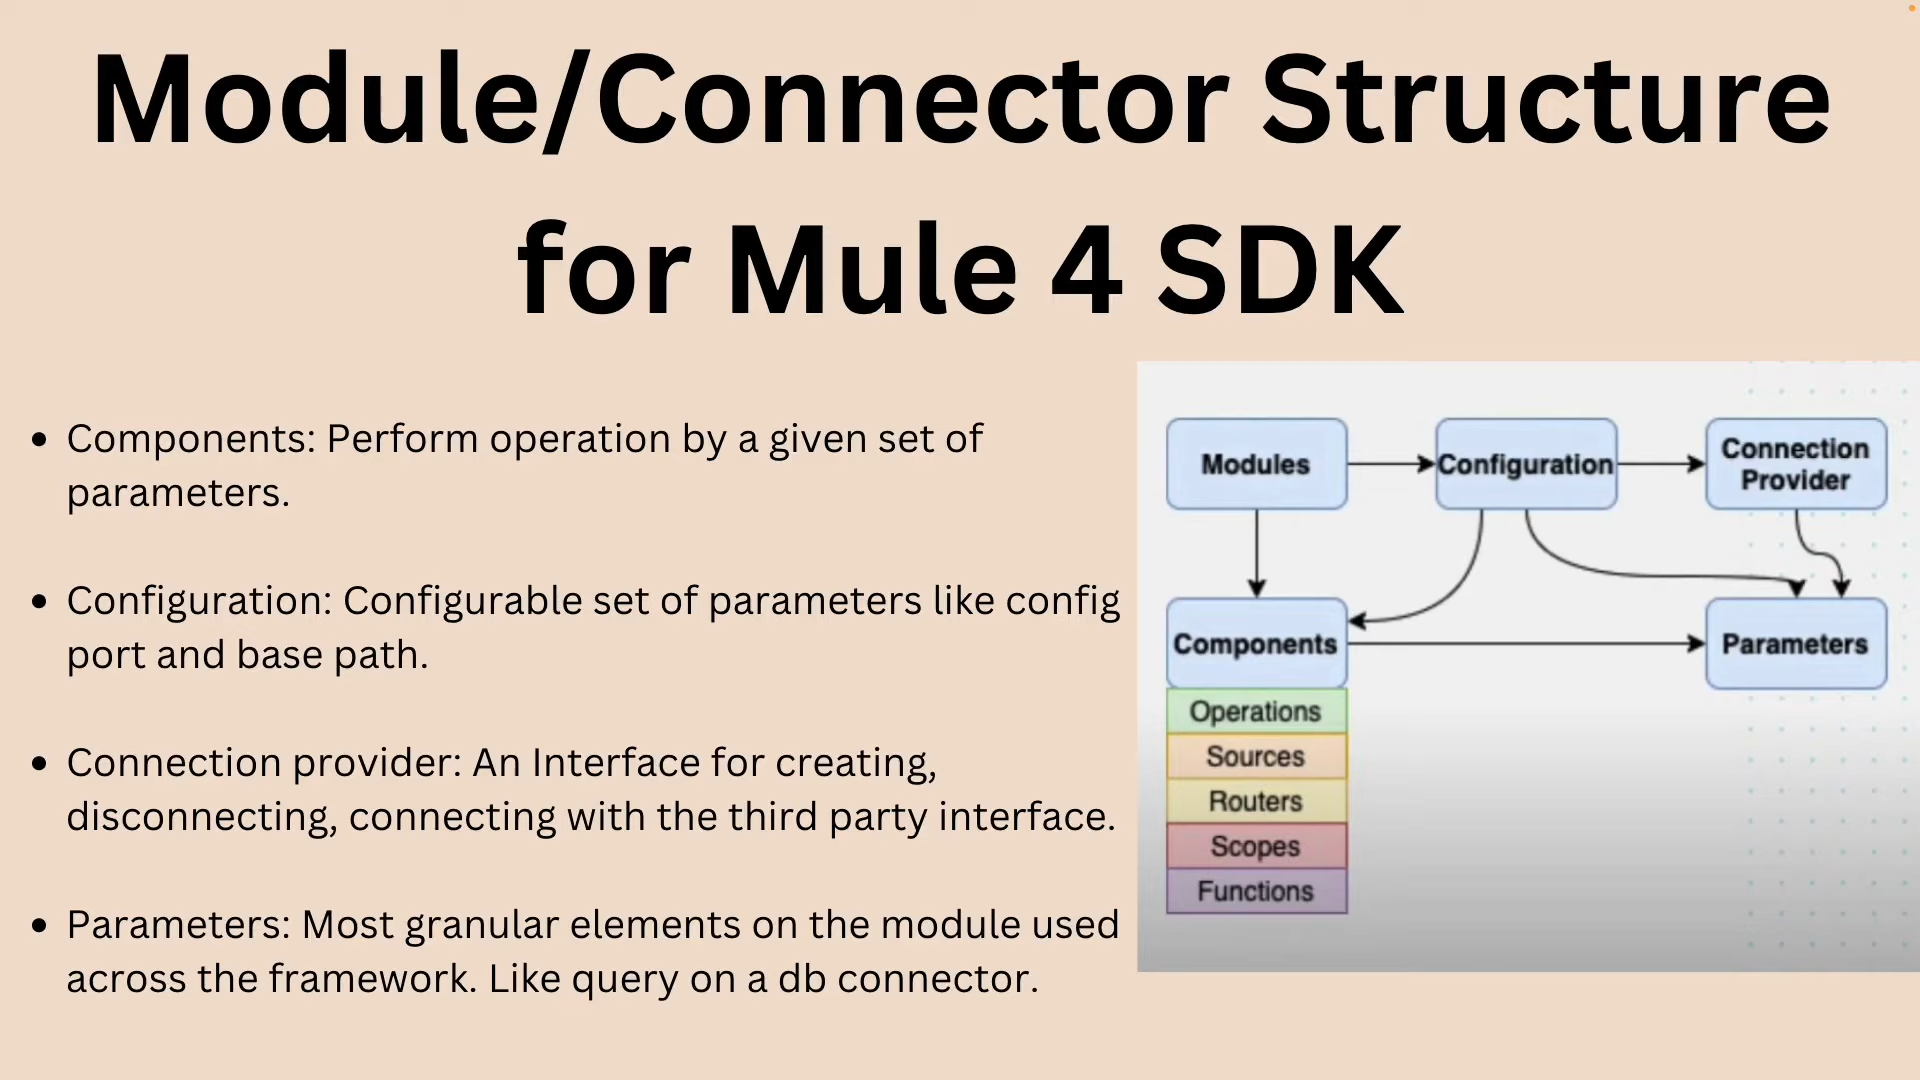 Module/Connector Structure
for Mule 4 SDK
• Components: Perform operation by a given set of
parameters.
• Configuration: Configurable set of parameters like config
port and base path.
• Connection provider: An Interface for creating,
disconnecting, connecting with the third party interface.
• Parameters: Most granular elements on the module used
across the framework. Like query on a db connector.
Modules
Configuration
Connection
Provider
Components
Parameters
Operations
Sources
Routers
Scopes
Functions